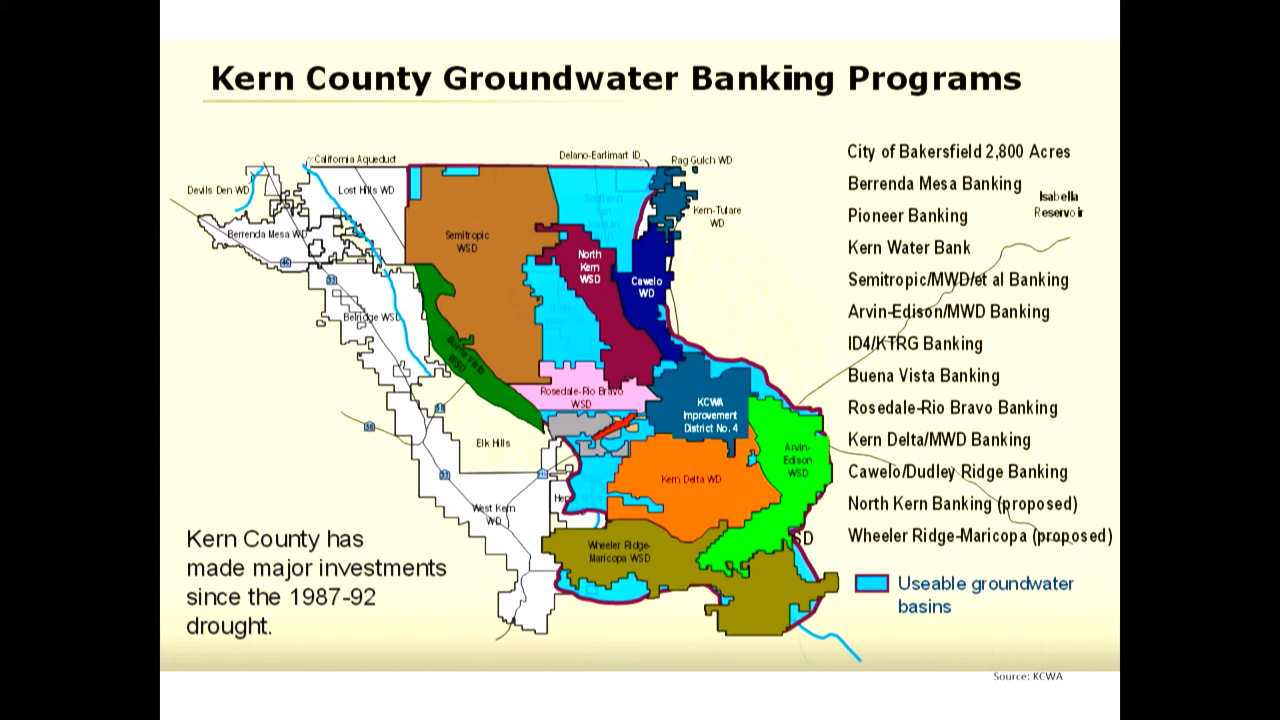 Kern County Groundwater Banking Programs
California Aqueduct
Delano-Earlimart ID
Rag Gulch WD
Devils Den WD
Lost Hills WD
Kern-Tulare
WD
Berrenda Mesa WD
Semitropic
WSD
North
Kern
WSD
Cawelo
WD
Belridge WSD
Buena Vista
WSD
Rosedale-Rio Bravo
WSD
KCWA
Improvement
District No. 4
Elk Hills
Arvin-
Edison
WSD
Kern Delta WD
West Kern
WD
Wheeler Ridge-
Maricopa WSD
City of Bakersfield 2,800 Acres
Berrenda Mesa Banking
Isabella
Reservoir
Pioneer Banking
Kern Water Bank
Semitropic/MWD/et al Banking
Arvin-Edison/MWD Banking
ID4/KTRG Banking
Buena Vista Banking
Rosedale-Rio Bravo Banking
Kern Delta/MWD Banking
Cawelo/Dudley Ridge Banking
North Kern Banking (proposed)
Wheeler Ridge-Maricopa (proposed)
Useable groundwater
basins
Kern County has
made major investments
since the 1987-92
drought.
Source: KCWA